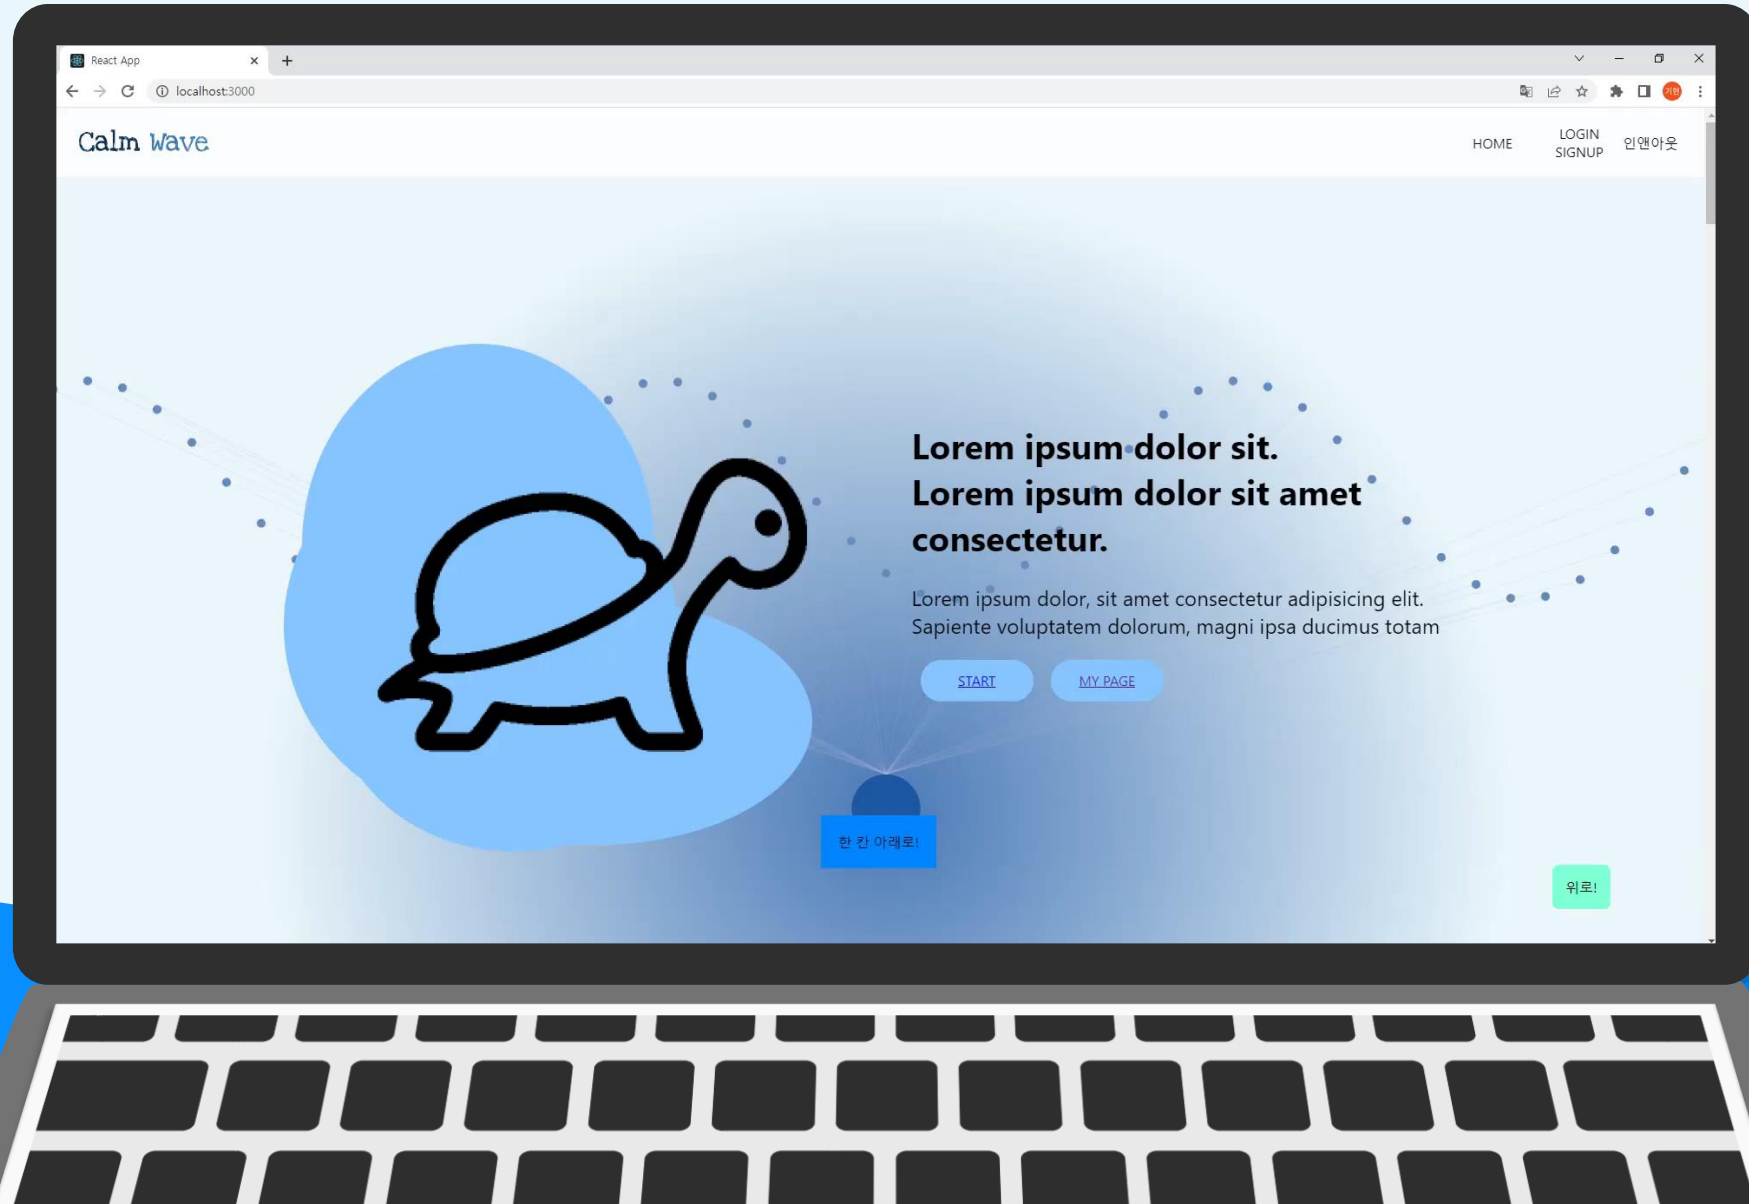 React App
localhost:3000
기현
Calm Wave
HOME
LOGIN
SIGNUP
인앤아웃
Lorem ipsum dolor sit.
Lorem ipsum dolor sit amet
consectetur.
Lorem ipsum dolor, sit amet consectetur adipisicing elit.
Sapiente voluptatem dolorum, magni ipsa ducimus totam
START
MY PAGE
한 칸 아래로!
위로!